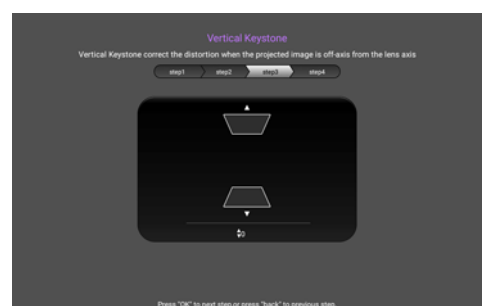 Vertical Keystone
Vertical Keystone correct the distortion when the projected image is off-axis from the lens axis
step1 step2 step3 step4
0
Press "OK" to next step or press "back" to previous step